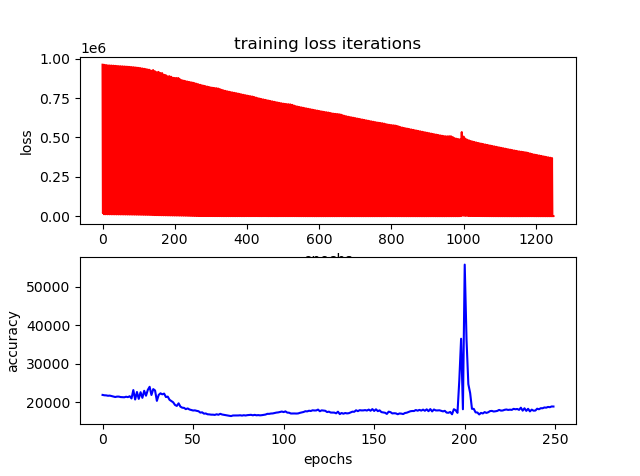 training loss iterations
1e6
1.00
0.75
0.50
0.25
0.00
loss
0 200 400 600 800 1000 1200
epochs
50000
40000
30000
20000
accuracy
0 50 100 150 200 250
epochs